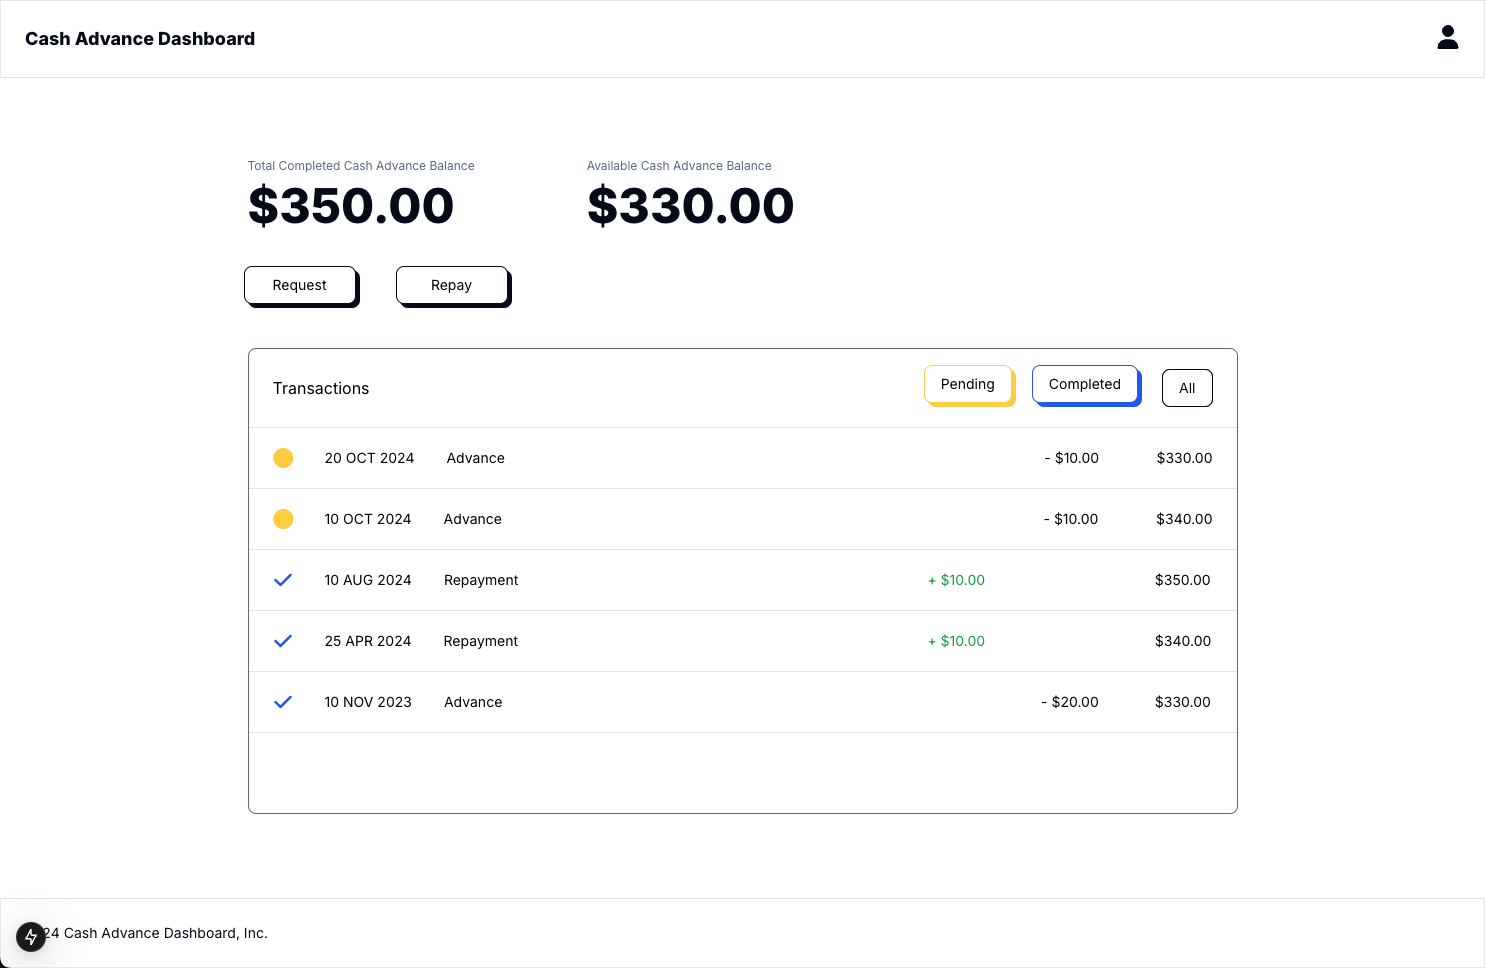 Cash Advance Dashboard
Total Completed Cash Advance Balance
$350.00
Available Cash Advance Balance
$330.00
Request
Repay
Transactions
Pending
Completed
All
20 OCT 2024 Advance - $10.00 $330.00
10 OCT 2024 Advance - $10.00 $340.00
10 AUG 2024 Repayment + $10.00 $350.00
25 APR 2024 Repayment + $10.00 $340.00
10 NOV 2023 Advance - $20.00 $330.00
24 Cash Advance Dashboard, Inc.